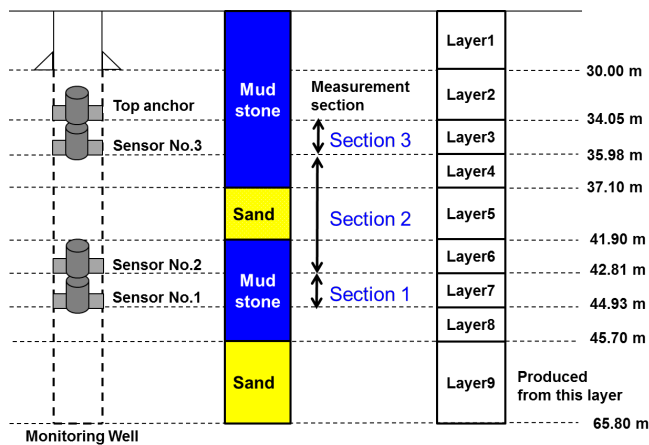 Layer1
30.00 m
Mud
stone
Measurement
section
Layer2
Top anchor
34.05 m
Sensor No.3
Section 3
Layer3
35.98 m
Layer4
37.10 m
Sand
Section 2
Layer5
41.90 m
Sensor No.2
Layer6
42.81 m
Mud
stone
Sensor No.1
Section 1
Layer7
44.93 m
Layer8
45.70 m
Sand
Layer9
Produced
from this layer
65.80 m
Monitoring Well